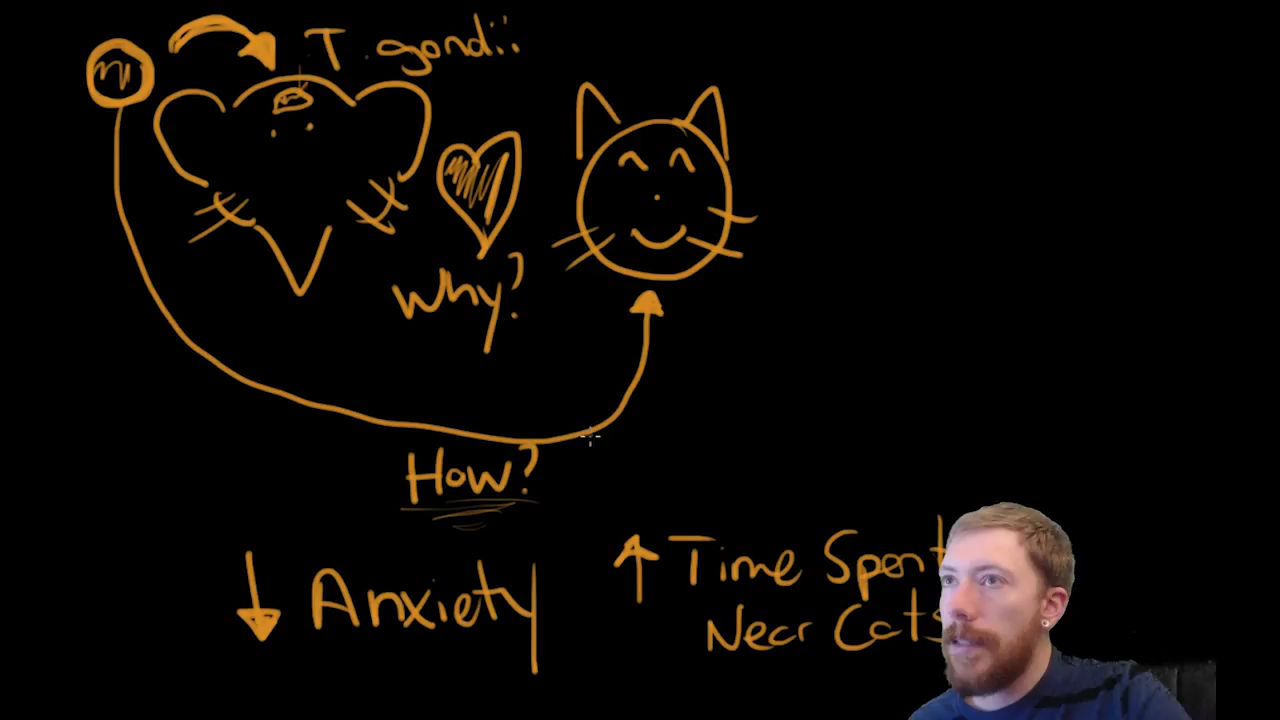 T. gondii
Why?
How?
Anxiety
Time Spent
Near Cats